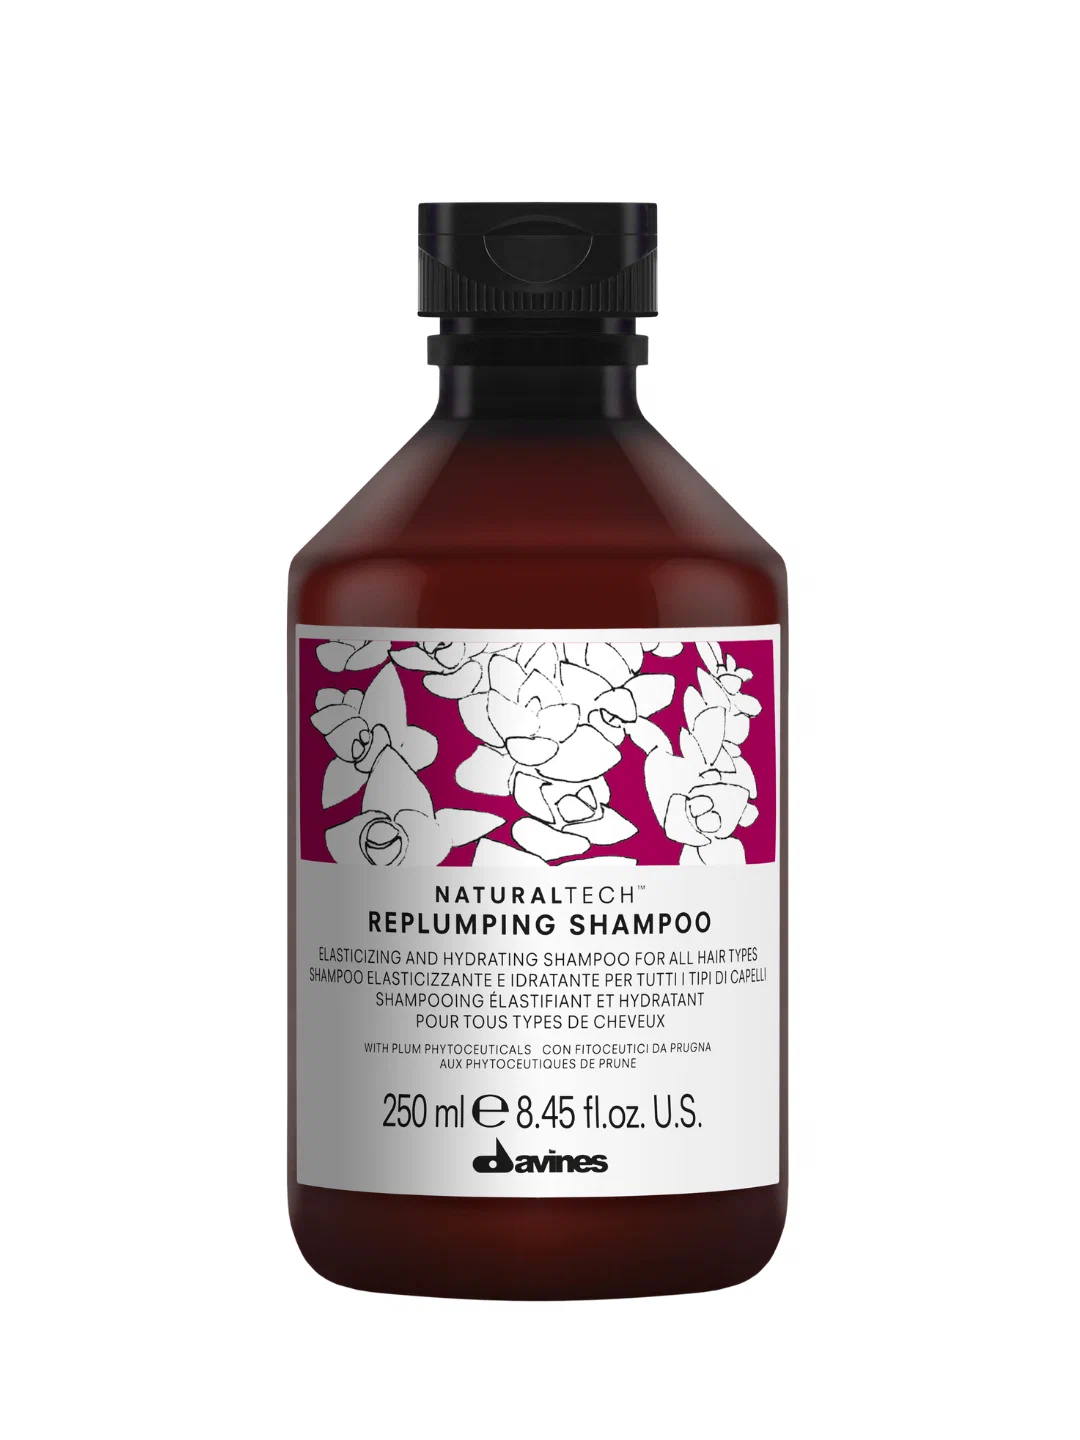 NATURALTECH™
REPLUMPING SHAMPOO
ELASTICIZING AND HYDRATING SHAMPOO FOR ALL HAIR TYPES
SHAMPOO ELASTICIZZANTE E IDRATANTE PER TUTTI I TIPI DI CAPELLI
SHAMPOOING ÉLASTIFIANT ET HYDRATANT
POUR TOUS TYPES DE CHEVEUX
WITH PLUM PHYTOCEUTICALS CON FITOCEUTICI DA PRUGNA
AUX PHYTOCEUTIQUES DE PRUNE
250 ml ℮ 8.45 fl.oz. U.S.
davines